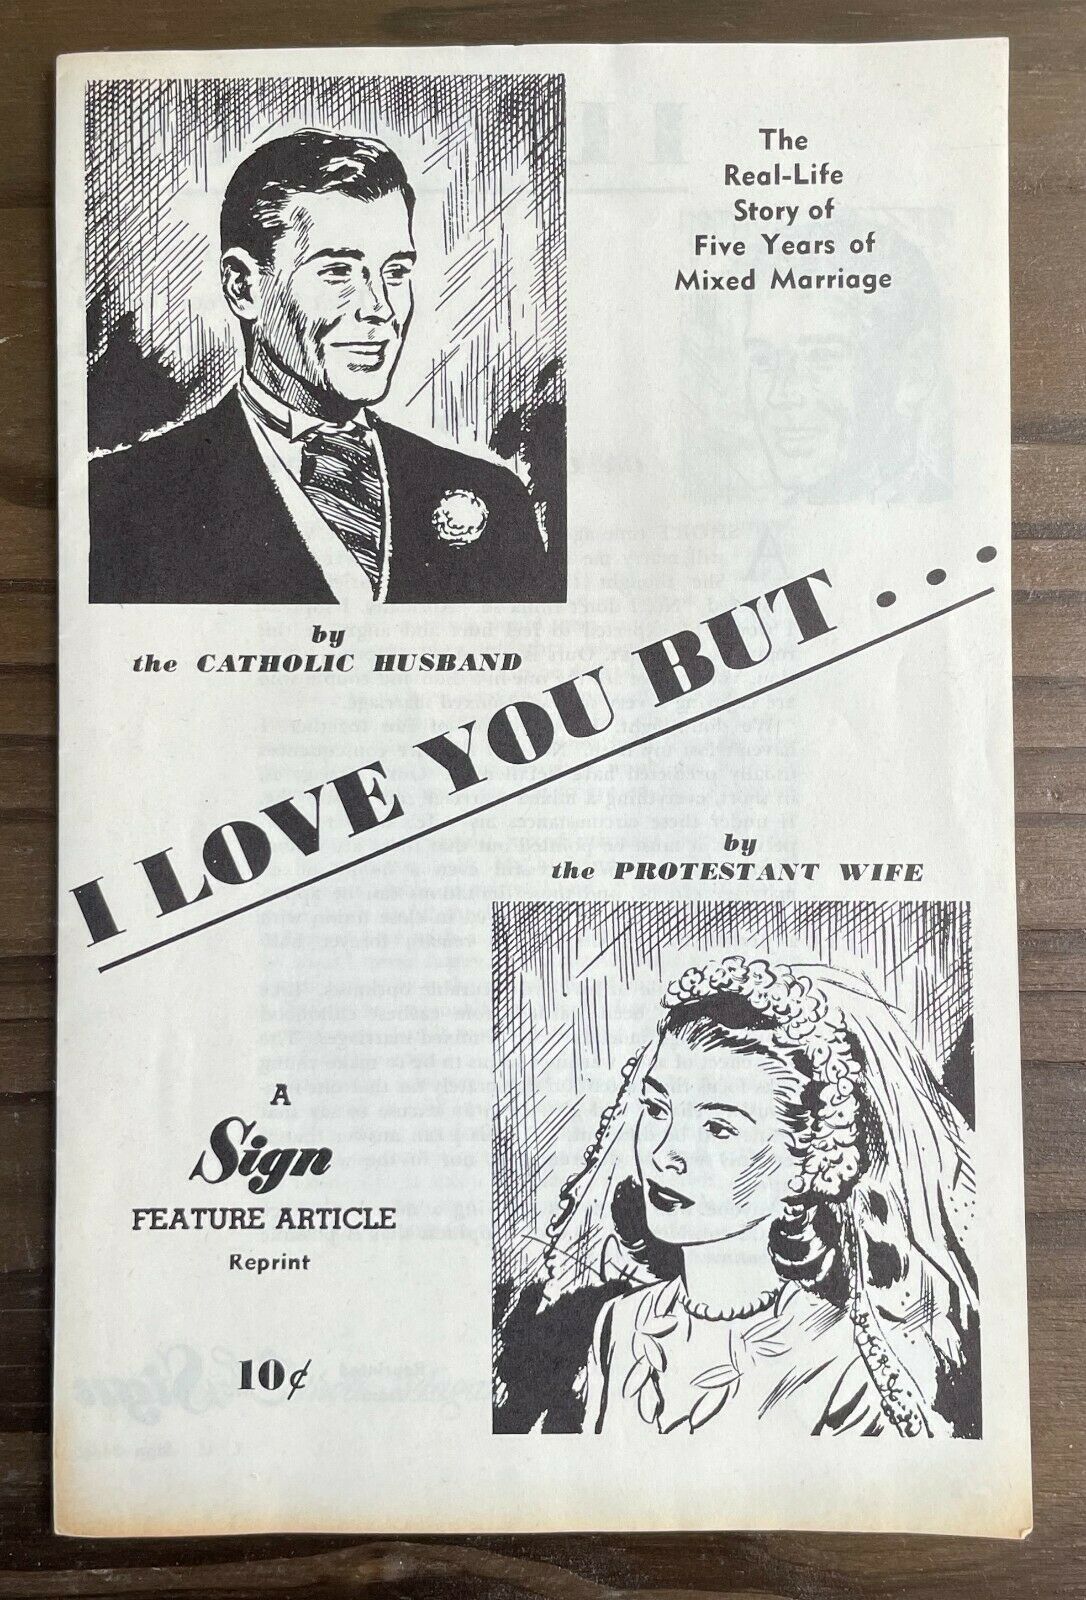 The
Real-Life
Story of
Five Years of
Mixed Marriage
by
the CATHOLIC HUSBAND
I LOVE YOU BUT...
by
the PROTESTANT WIFE
A
Sign
FEATURE ARTICLE
Reprint
10¢